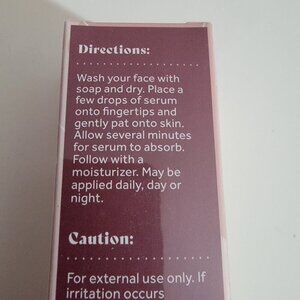 Directions:
Wash your face with
soap and dry. Place a
few drops of serum
onto fingertips and
gently pat onto skin.
Allow several minutes
for serum to absorb.
Follow with a
moisturizer. May be
applied daily, day or
night.
Caution:
For external use only. If
irritation occurs